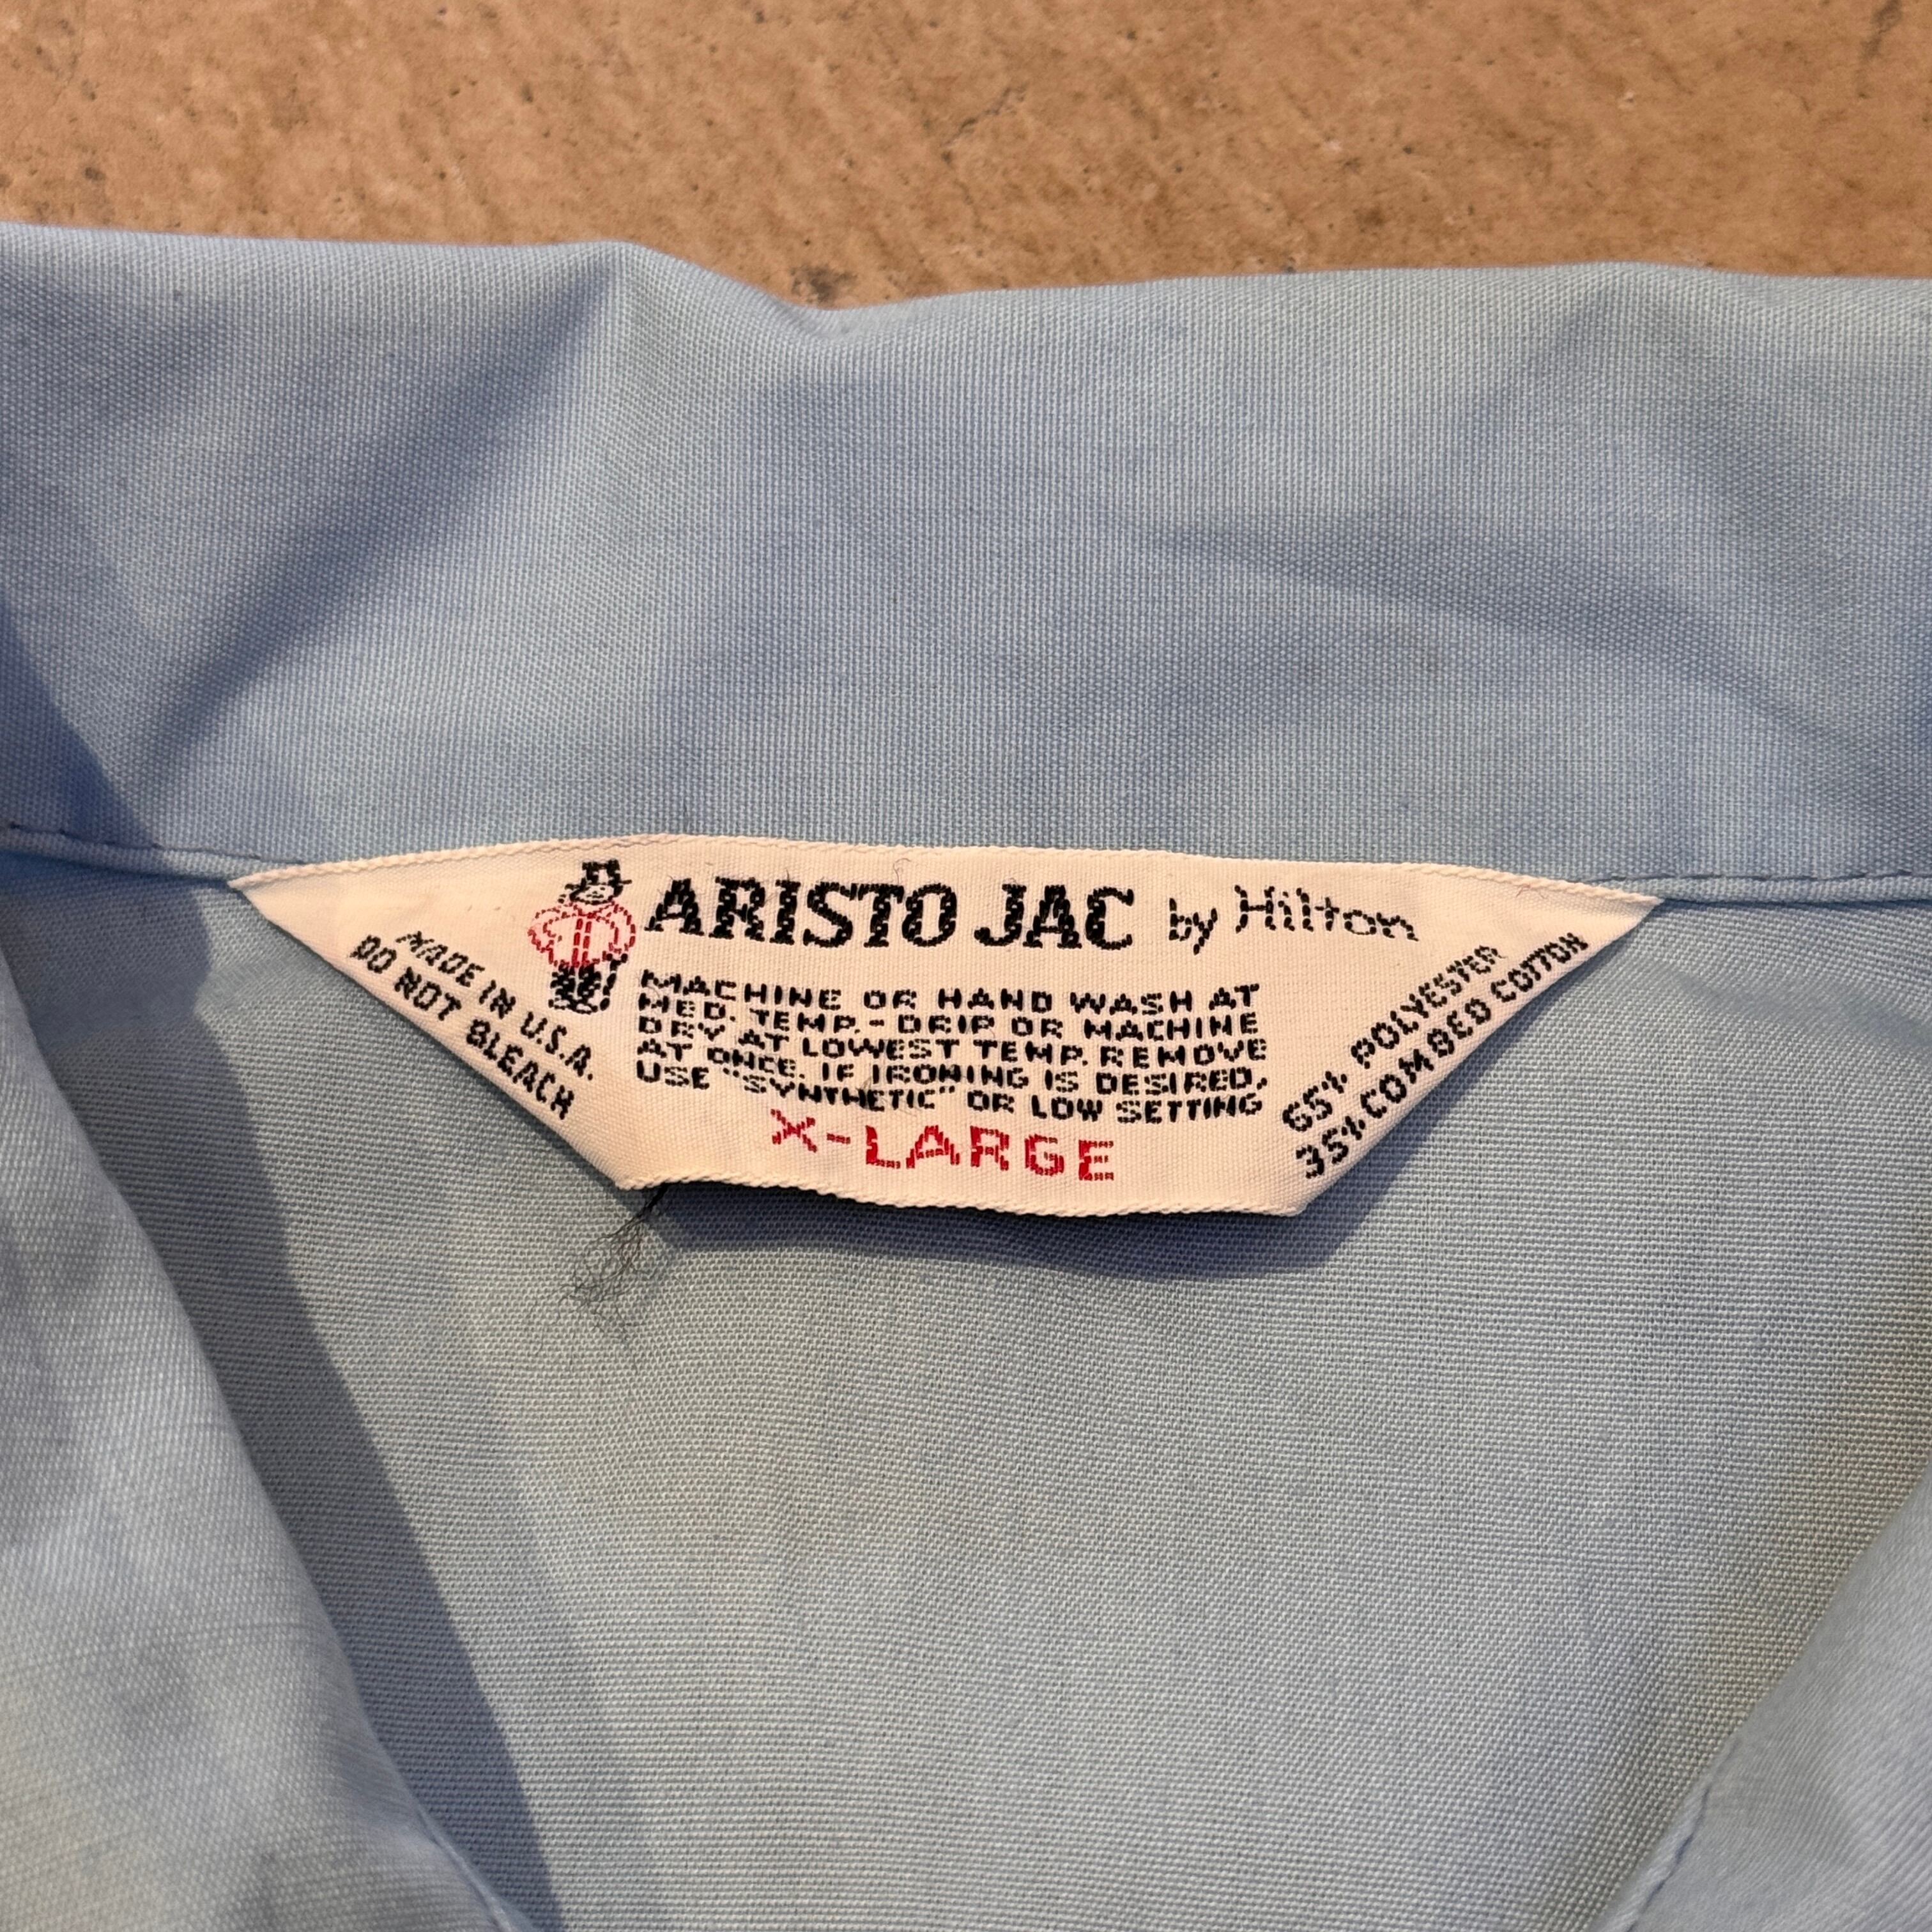 ARISTO JAC by Hilton
MADE IN U.S.A.
DO NOT BLEACH
MACHINE OR HAND WASH AT
MED. TEMP.- DRIP OR MACHINE
DRY AT LOWEST TEMP. REMOVE
AT ONCE. IF IRONING IS DESIRED,
USE "SYNTHETIC" OR LOW SETTING
X-LARGE
65% POLYESTER
35% COMBED COTTON